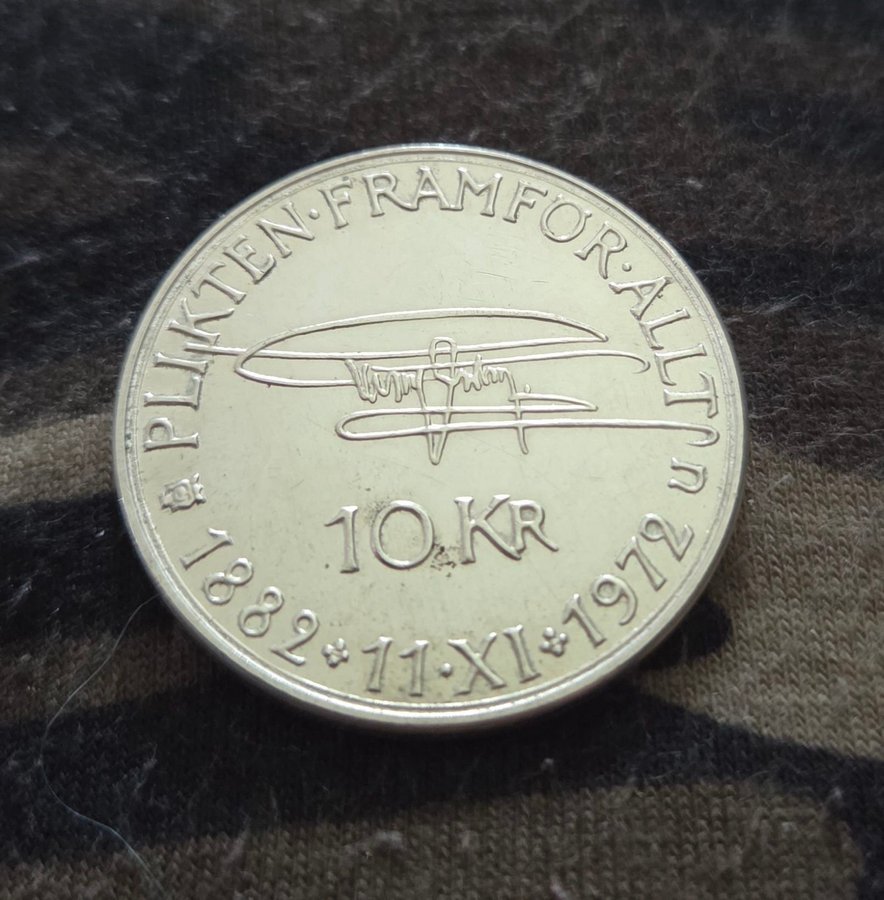 PLIKTEN·FRAMFÖR·ALLT
10 KR
U
1882 11·XI 1972